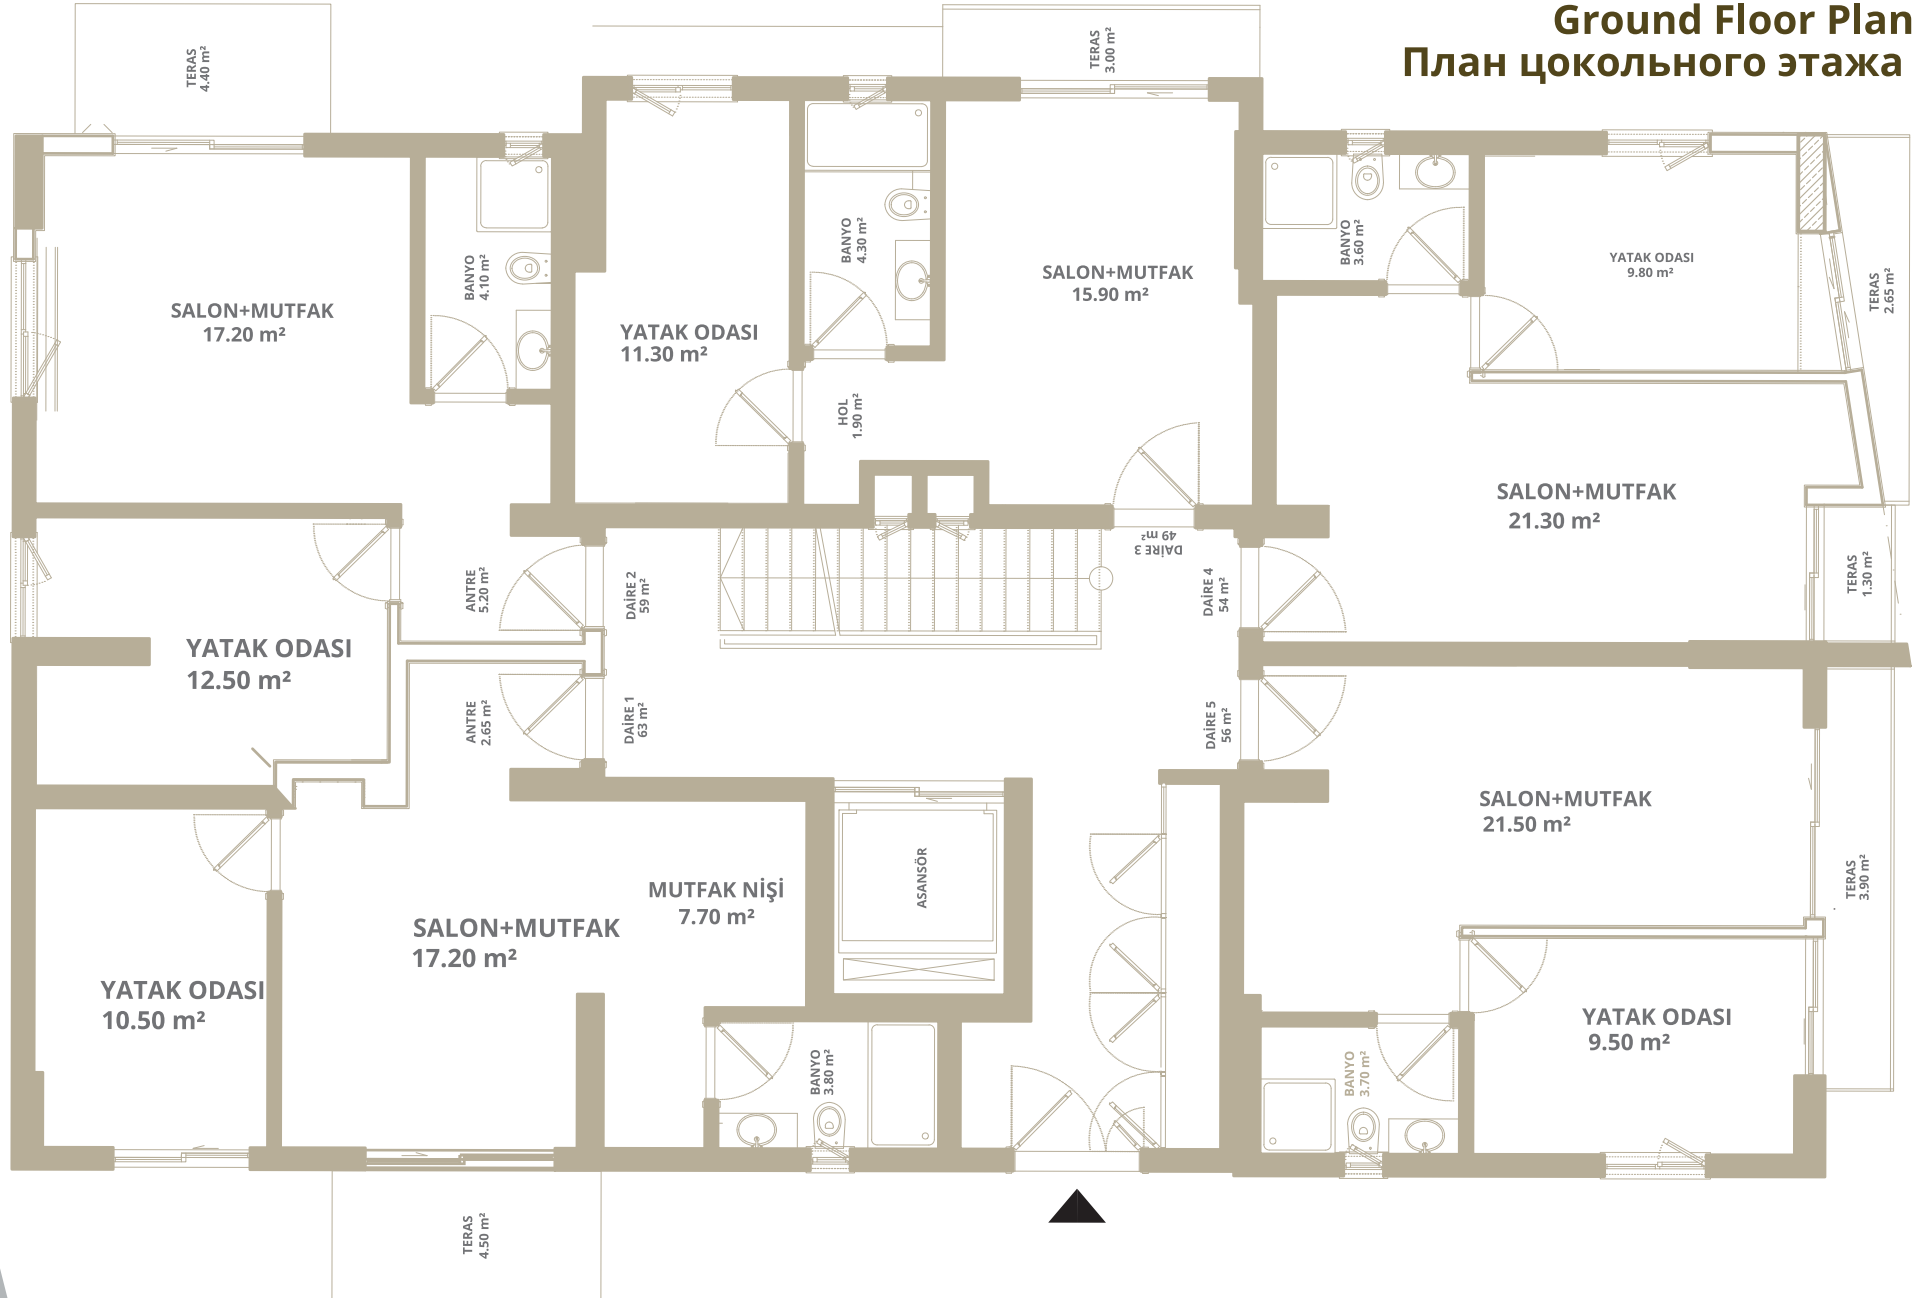 Ground Floor Plan
План цокольного этажа
TERAS
4.40 m²
TERAS
3.00 m²
SALON+MUTFAK
17.20 m²
BANYO
4.10 m²
YATAK ODASI
11.30 m²
BANYO
4.30 m²
HOL
1.90 m²
SALON+MUTFAK
15.90 m²
BANYO
3.60 m²
YATAK ODASI
9.80 m²
TERAS
2.65 m²
SALON+MUTFAK
21.30 m²
TERAS
1.30 m²
YATAK ODASI
12.50 m²
ANTRE
5.20 m²
DAİRE 2
59 m²
DAİRE 3
49 m²
DAİRE 4
54 m²
ANTRE
2.65 m²
DAİRE 1
63 m²
DAİRE 5
56 m²
SALON+MUTFAK
21.50 m²
TERAS
3.90 m²
YATAK ODASI
10.50 m²
SALON+MUTFAK
17.20 m²
MUTFAK NİŞİ
7.70 m²
ASANSÖR
BANYO
3.80 m²
BANYO
3.70 m²
YATAK ODASI
9.50 m²
TERAS
4.50 m²